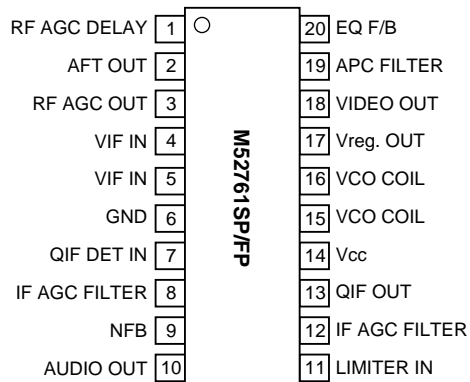 RF AGC DELAY 1 20 EQ F/B
AFT OUT 2 19 APC FILTER
RF AGC OUT 3 18 VIDEO OUT
VIF IN 4 17 Vreg. OUT
VIF IN 5 16 VCO COIL
GND 6 15 VCO COIL
QIF DET IN 7 14 Vcc
IF AGC FILTER 8 13 QIF OUT
NFB 9 12 IF AGC FILTER
AUDIO OUT 10 11 LIMITER IN
M52761SP/FP